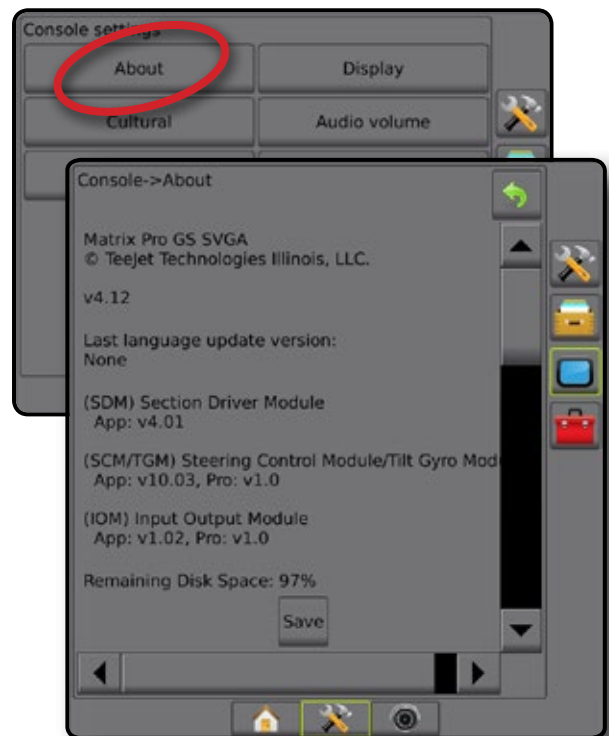 Console settings
About
Display
Cultural
Audio volume
Console->About
Matrix Pro GS SVGA
© TeeJet Technologies Illinois, LLC.
v4.12
Last language update version:
None
(SDM) Section Driver Module
App: v4.01
(SCM/TGM) Steering Control Module/Tilt Gyro Mod
App: v10.03, Pro: v1.0
(IOM) Input Output Module
App: v1.02, Pro: v1.0
Remaining Disk Space: 97%
Save